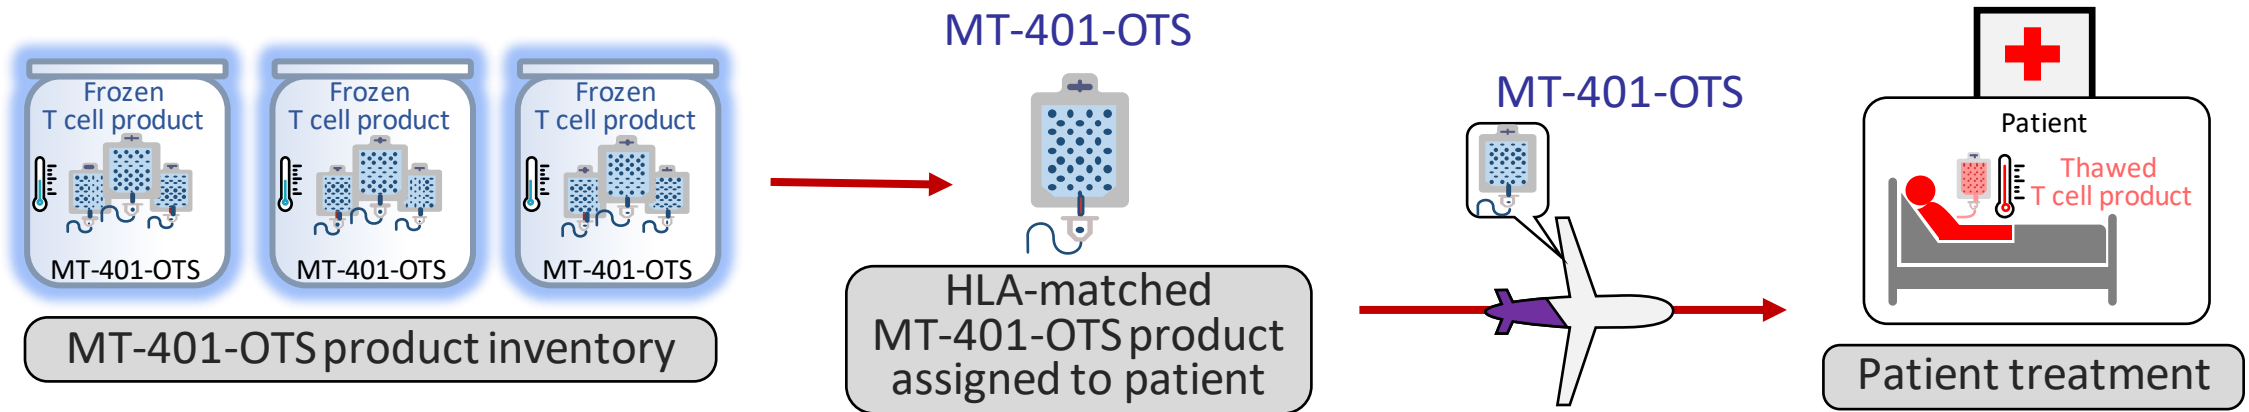 Frozen
T cell product
MT-401-OTS
Frozen
T cell product
MT-401-OTS
Frozen
T cell product
MT-401-OTS
MT-401-OTS product inventory
MT-401-OTS
HLA-matched
MT-401-OTS product
assigned to patient
MT-401-OTS
Patient
Thawed
T cell product
Patient treatment